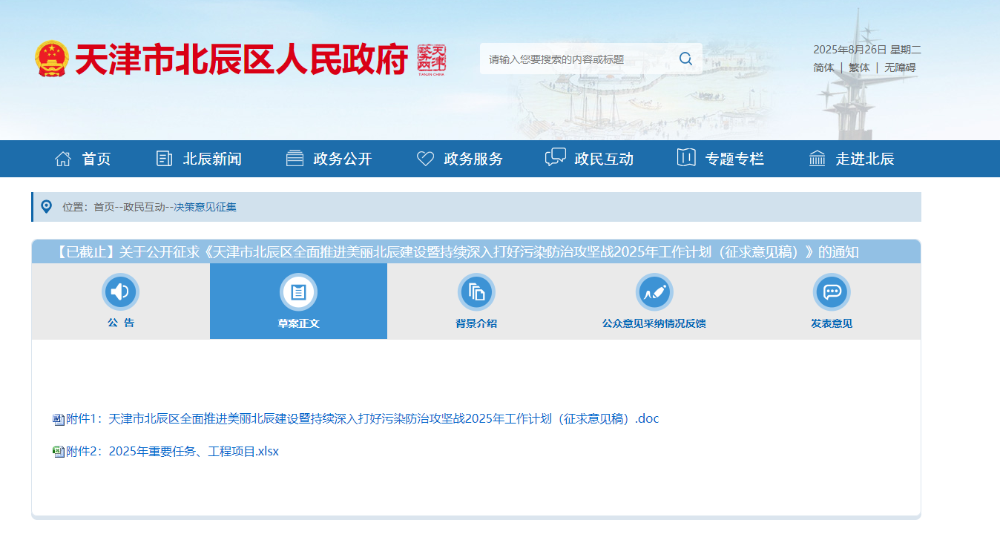 天津市北辰区人民政府
天津
政务网
TIANJIN·CHINA
请输入您要搜索的内容或标题
2025年8月26日 星期二
简体 | 繁体 | 无障碍
首页 北辰新闻 政务公开 政务服务 政民互动 专题专栏 走进北辰
位置：首页--政民互动--决策意见征集
【已截止】关于公开征求《天津市北辰区全面推进美丽北辰建设暨持续深入打好污染防治攻坚战2025年工作计划（征求意见稿）》的通知
公 告 草案正文 背景介绍 公众意见采纳情况反馈 发表意见
附件1：天津市北辰区全面推进美丽北辰建设暨持续深入打好污染防治攻坚战2025年工作计划（征求意见稿）.doc
附件2：2025年重要任务、工程项目.xlsx